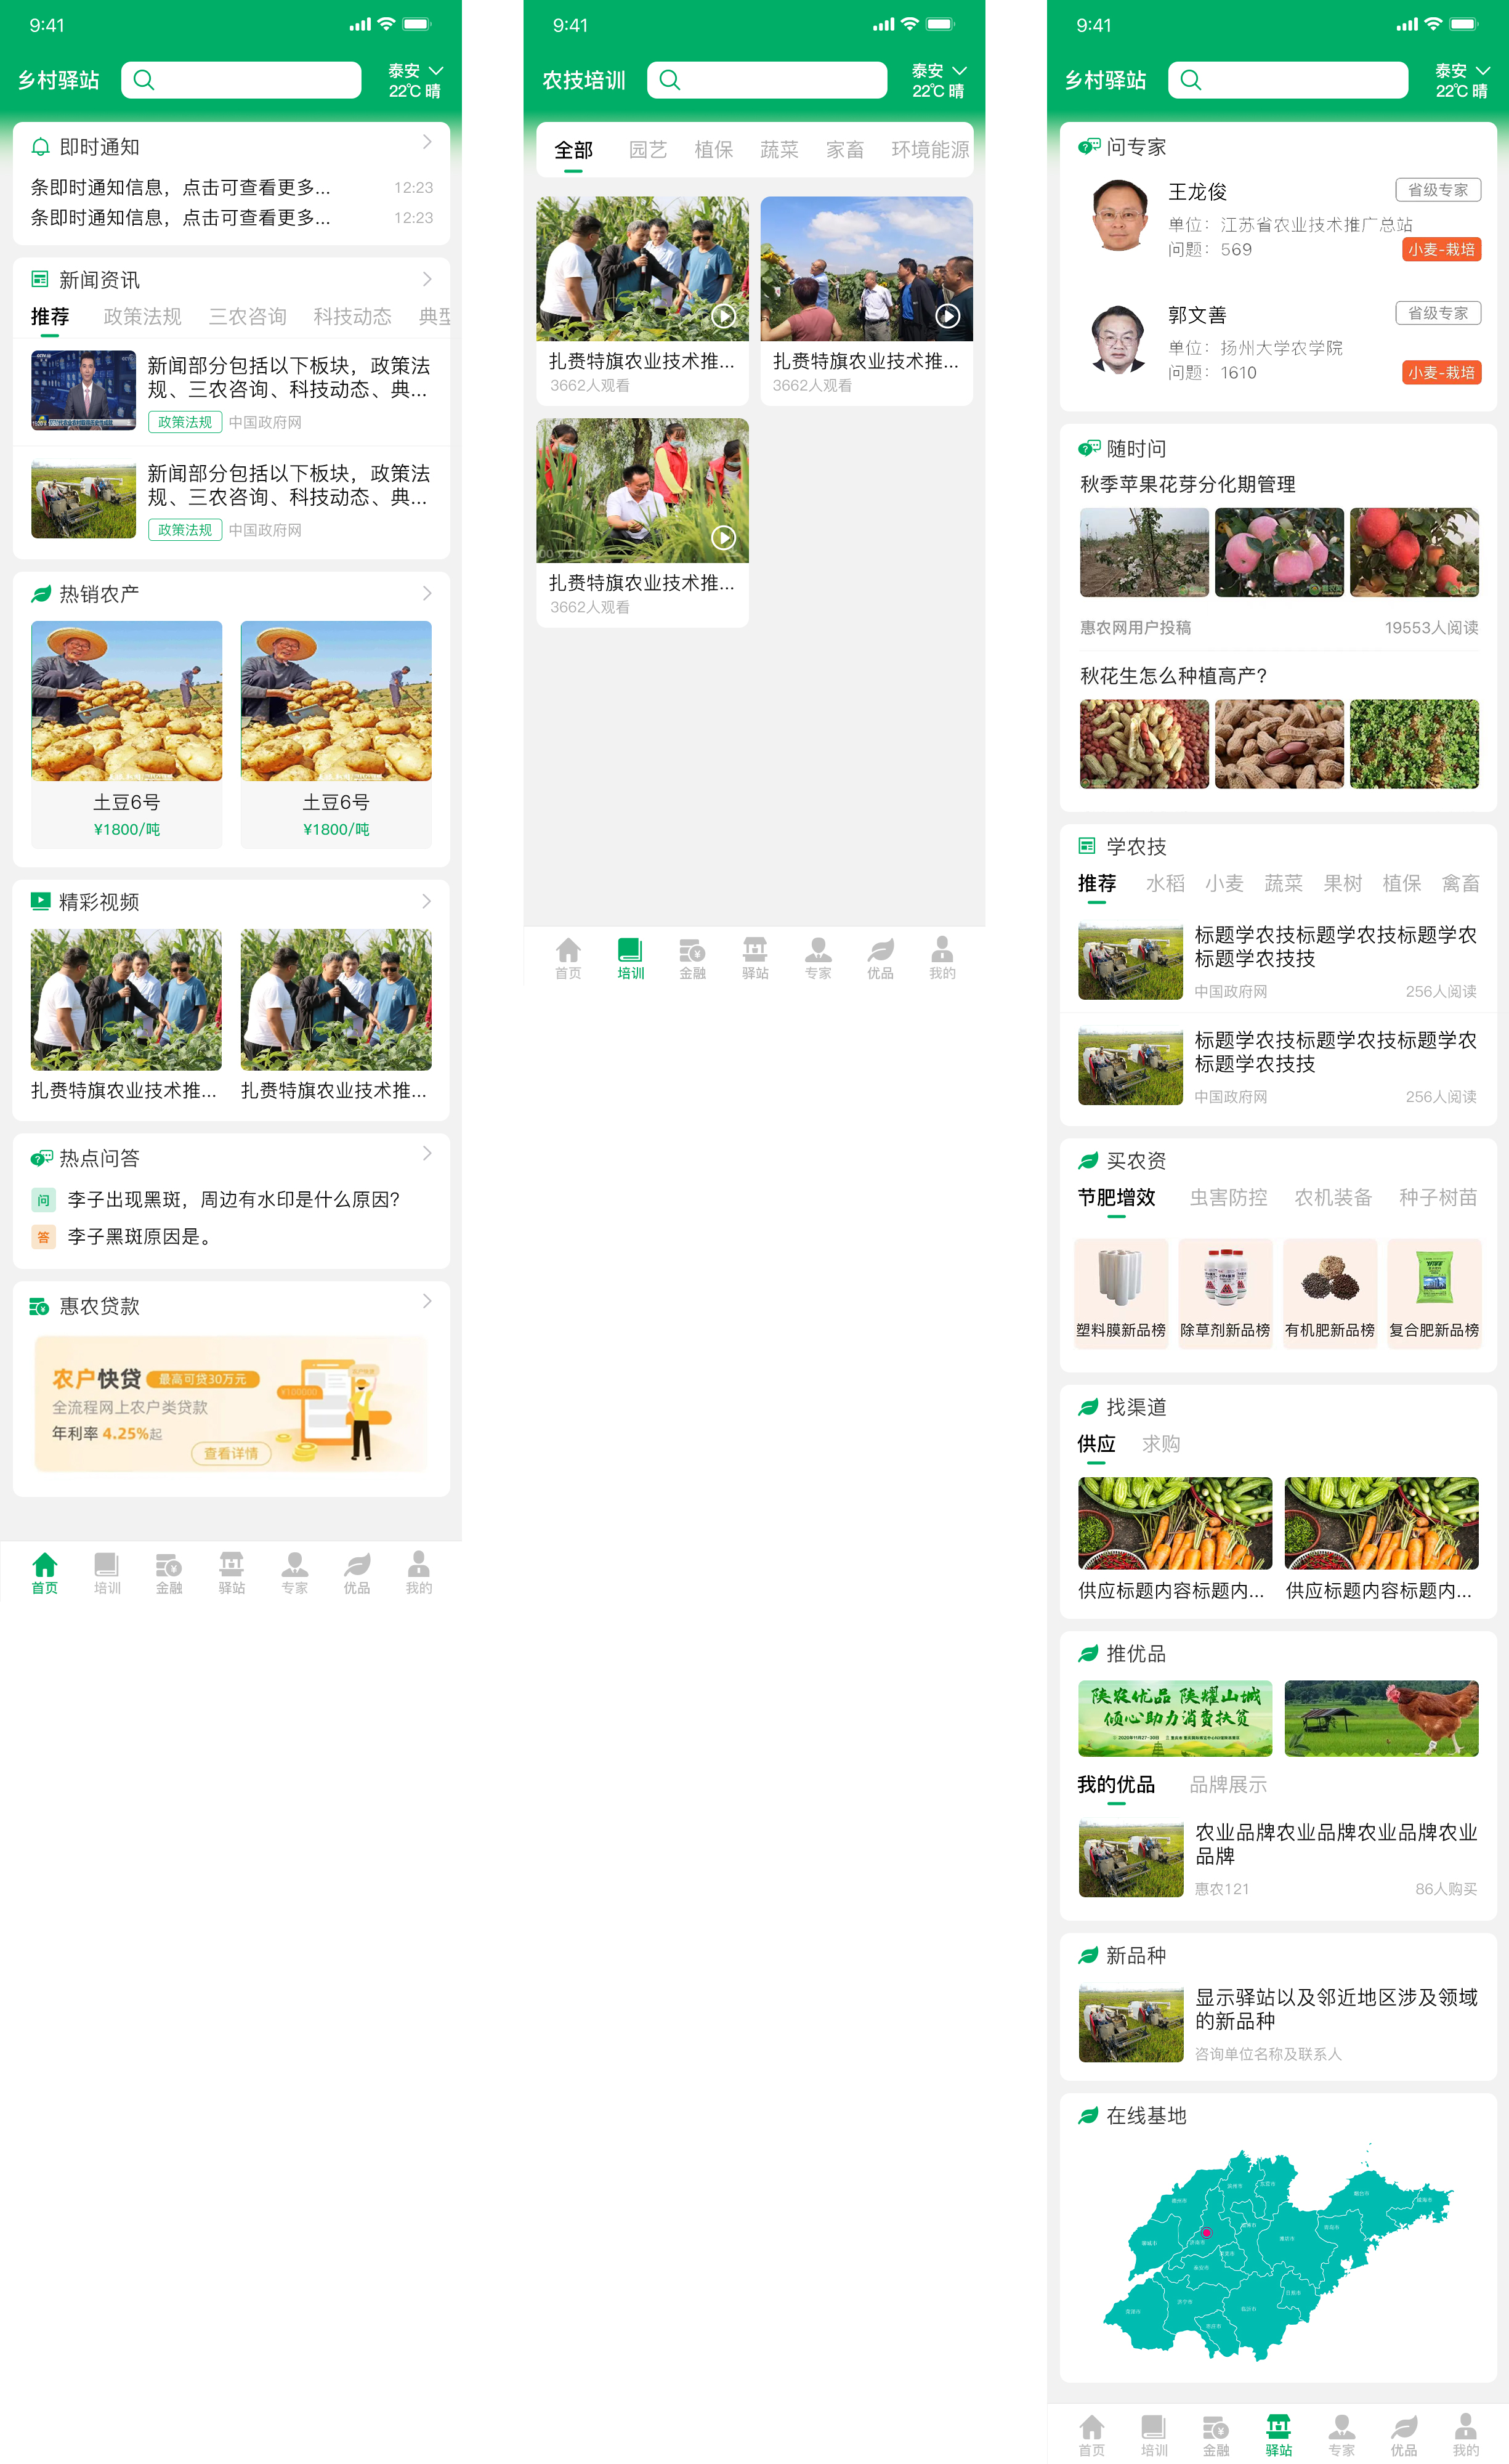 9:41
乡村驿站
泰安
22℃ 晴
即时通知
条即时通知信息，点击可查看更多... 12:23
条即时通知信息，点击可查看更多... 12:23
新闻资讯
推荐 政策法规 三农咨询 科技动态 典型
新闻部分包括以下板块，政策法
规、三农咨询、科技动态、典...
政策法规 中国政府网
新闻部分包括以下板块，政策法
规、三农咨询、科技动态、典...
政策法规 中国政府网
热销农产
土豆6号 土豆6号
¥1800/吨 ¥1800/吨
精彩视频
扎赉特旗农业技术推... 扎赉特旗农业技术推...
热点问答
问 李子出现黑斑，周边有水印是什么原因?
答 李子黑斑原因是。
惠农贷款
农户快贷 最高可贷30万元
¥100000
全流程网上农户类贷款
年利率 4.25%起
查看详情
首页 培训 金融 驿站 专家 优品 我的
9:41
农技培训
泰安
22℃ 晴
全部 园艺 植保 蔬菜 家畜 环境能源
扎赉特旗农业技术推... 扎赉特旗农业技术推...
3662人观看 3662人观看
扎赉特旗农业技术推...
3662人观看
首页 培训 金融 驿站 专家 优品 我的
9:41
乡村驿站
泰安
22℃ 晴
问专家
王龙俊 省级专家
单位：江苏省农业技术推广总站
问题：569 小麦-栽培
郭文善 省级专家
单位：扬州大学农学院
问题：1610 小麦-栽培
随时问
秋季苹果花芽分化期管理
惠农网用户投稿 19553人阅读
秋花生怎么种植高产?
学农技
推荐 水稻 小麦 蔬菜 果树 植保 禽畜
标题学农技标题学农技标题学农
标题学农技技
中国政府网 256人阅读
标题学农技标题学农技标题学农
标题学农技技
中国政府网 256人阅读
买农资
节肥增效 虫害防控 农机装备 种子树苗
塑料膜新品榜 除草剂新品榜 有机肥新品榜 复合肥新品榜
找渠道
供应 求购
供应标题内容标题内... 供应标题内容标题内...
推优品
陕农优品 陕耀山城
倾心助力消费扶贫
我的优品 品牌展示
农业品牌农业品牌农业品牌农业
品牌
惠农121 86人购买
新品种
显示驿站以及邻近地区涉及领域
的新品种
咨询单位名称及联系人
在线基地
首页 培训 金融 驿站 专家 优品 我的